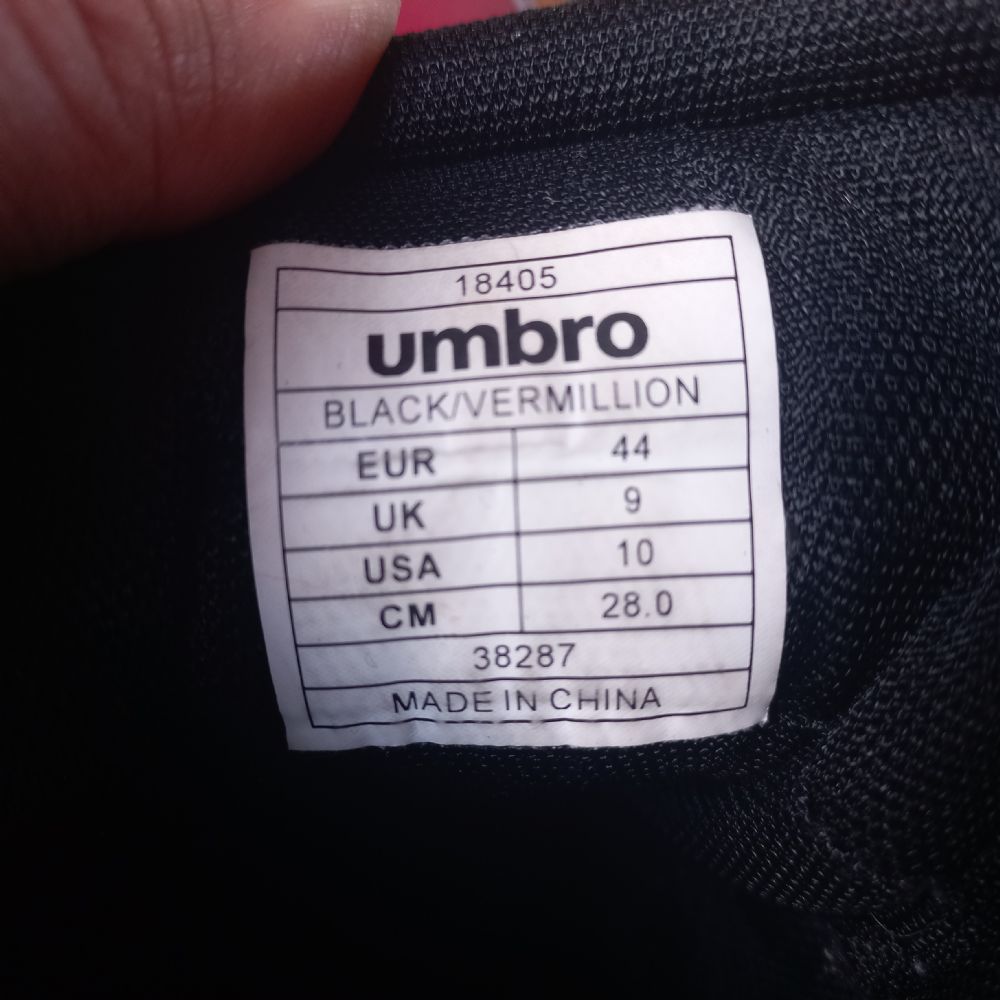 18405
umbro
BLACK/VERMILLION
EUR 44
UK 9
USA 10
CM 28.0
38287
MADE IN CHINA